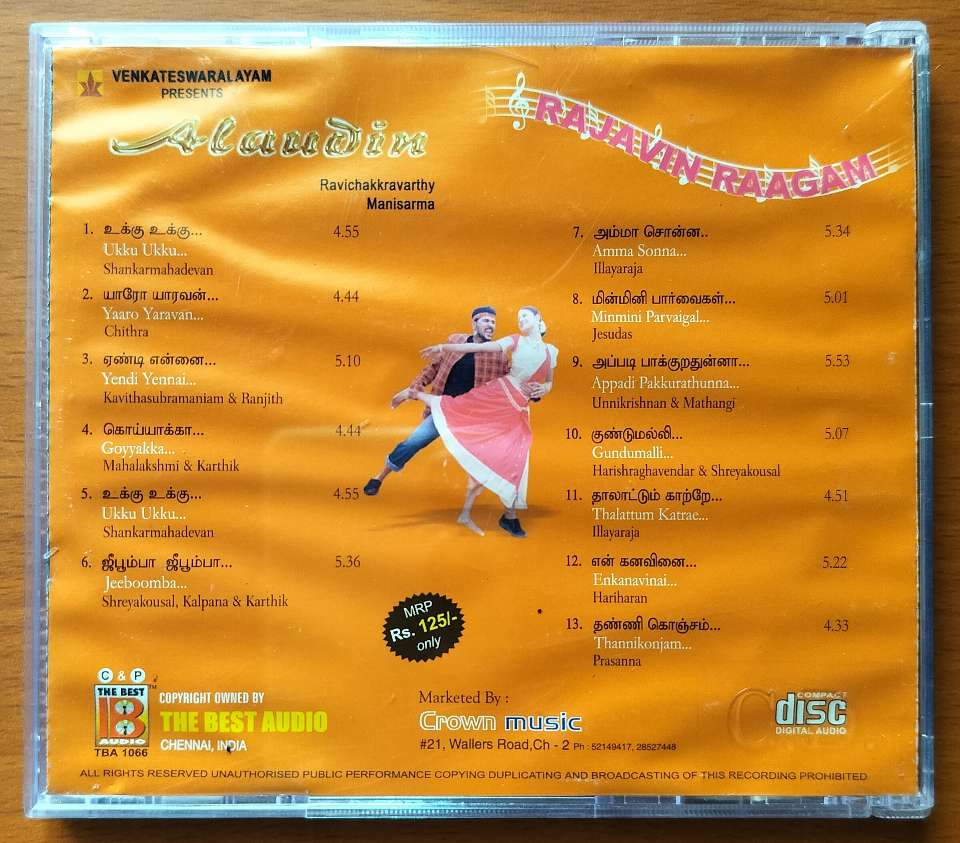 VENKATESWARALAYAM
PRESENTS
Alaudin
Ravichakkravarthy
Manisarma
1. உக்கு உக்கு... 4.55
Ukku Ukku...
Shankarmahadevan
2. யாரோ யாரவன்... 4.44
Yaaro Yaravan...
Chithra
3. ஏண்டி என்னை... 5.10
Yendi Yennai...
Kavithasubramaniam & Ranjith
4. கொய்யாக்கா... 4.44
Goyyakka...
Mahalakshmi & Karthik
5. உக்கு உக்கு... 4.55
Ukku Ukku...
Shankarmahadevan
6. ஜீபூம்பா ஜீபூம்பா... 5.36
Jeeboomba...
Shreyakousal, Kalpana & Karthik
RAJAVIN RAAGAM
7. அம்மா சொன்ன.. 5.34
Amma Sonna...
Illayaraja
8. மின்மினி பார்வைகள்... 5.01
Minmini Parvaigal...
Jesudas
9. அப்படி பாக்குறதுன்னா... 5.53
Appadi Pakkurathunna...
Unnikrishnan & Mathangi
10. குண்டுமல்லி... 5.07
Gundumalli...
Harishraghavendar & Shreyakousal
11. தாலாட்டும் காற்றே... 4.51
Thalattum Katrae...
Illayaraja
12. என் கனவினை... 5.22
Enkanavinai...
Hariharan
13. தண்ணி கொஞ்சம்... 4.33
Thannikonjam...
Prasanna
MRP
Rs. 125/-
only
C & P
THE BEST
B
AUDIO
TM
TBA 1066
COPYRIGHT OWNED BY
THE BEST AUDIO
CHENNAI, INDIA
Marketed By :
Crown music
#21, Wallers Road,Ch - 2 Ph : 52149417, 28527448
COMPACT
disc
DIGITAL AUDIO
ALL RIGHTS RESERVED UNAUTHORISED PUBLIC PERFORMANCE COPYING DUPLICATING AND BROADCASTING OF THIS RECORDING PROHIBITED